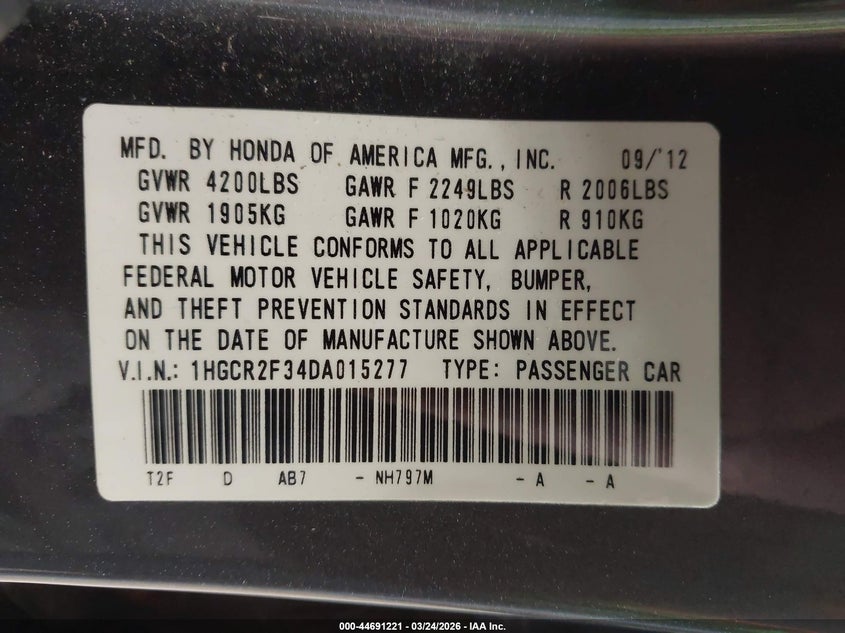 MFD. BY HONDA OF AMERICA MFG., INC. 09/'12
GVWR 4200LBS GAWR F 2249LBS R 2006LBS
GVWR 1905KG GAWR F 1020KG R 910KG
THIS VEHICLE CONFORMS TO ALL APPLICABLE
FEDERAL MOTOR VEHICLE SAFETY, BUMPER,
AND THEFT PREVENTION STANDARDS IN EFFECT
ON THE DATE OF MANUFACTURE SHOWN ABOVE.
V.I.N.: 1HGCR2F34DA015277 TYPE: PASSENGER CAR
T2F D AB7 - NH797M - A - A
000-44691221 - 03/24/2026 - IAA Inc.